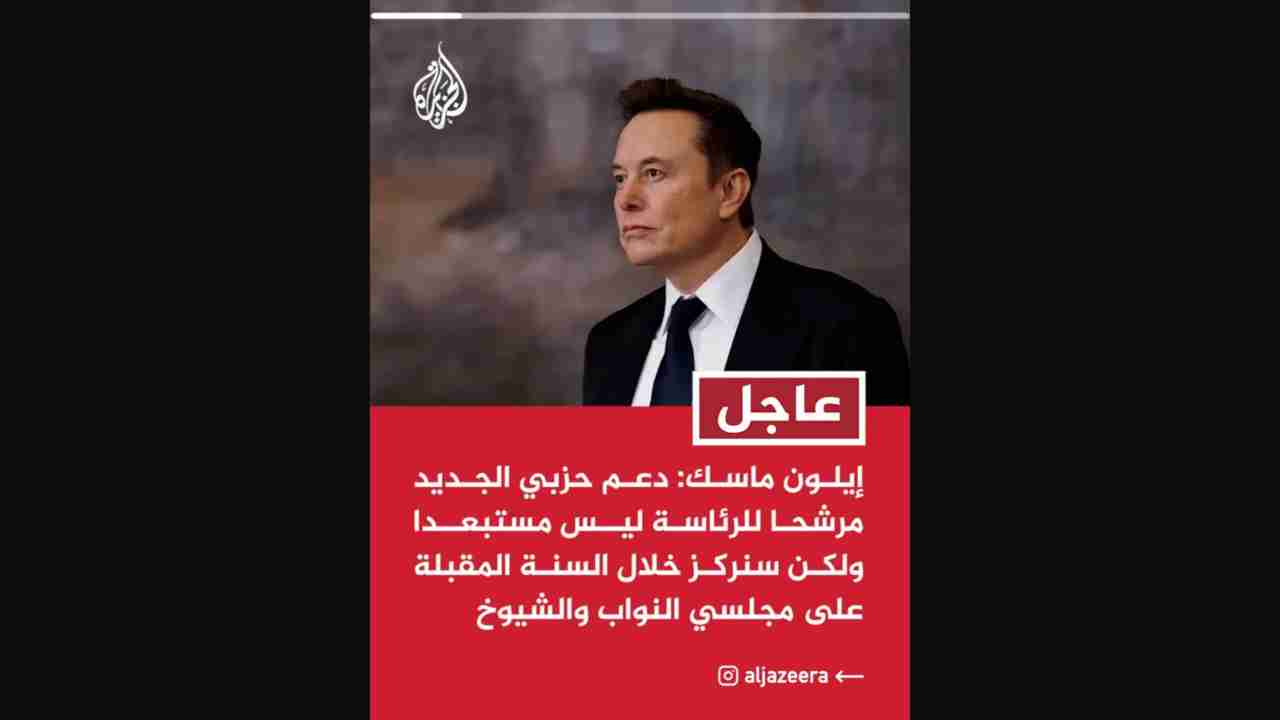 الجزيرة
عاجل
إيلون ماسك: دعم حزبي الجديد
مرشحا للرئاسة ليس مستبعدا
ولكن سنركز خلال السنة المقبلة
على مجلسي النواب والشيوخ
aljazeera